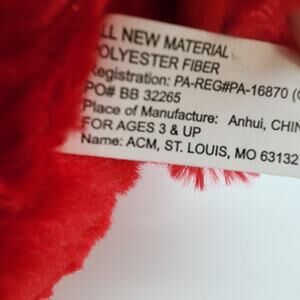 LL NEW MATERIAL
OLYESTER FIBER
egistration: PA-REG#PA-16870 (
PO# BB 32265
Place of Manufacture: Anhui, CHIN
FOR AGES 3 & UP
Name: ACM, ST. LOUIS, MO 63132